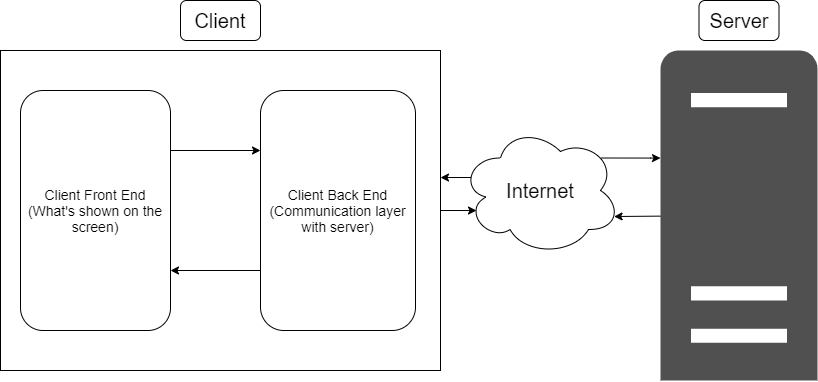 Client
Server
Client Front End
(What's shown on the
screen)
Client Back End
(Communication layer
with server)
Internet